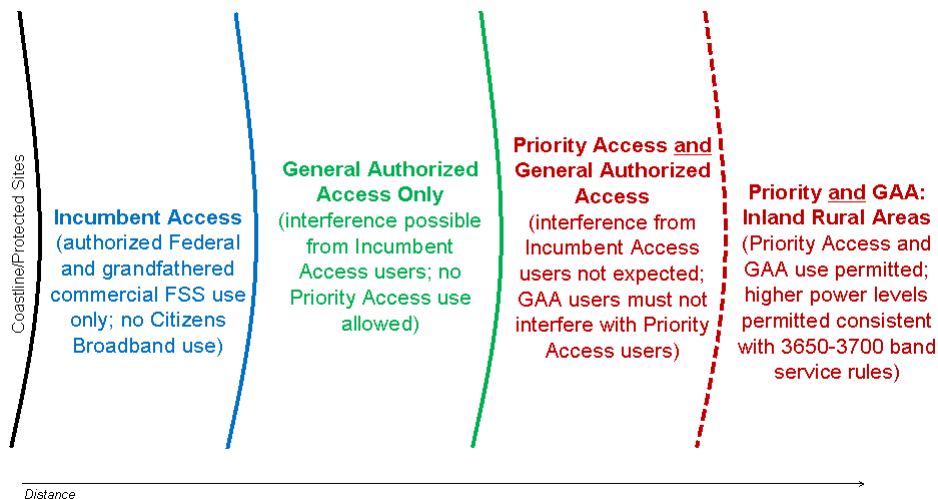 Coastline/Protected Sites
Incumbent Access
(authorized Federal
and grandfathered
commercial FSS use
only; no Citizens
Broadband use)
General Authorized
Access Only
(interference possible
from Incumbent
Access users; no
Priority Access use
allowed)
Priority Access and
General Authorized
Access
(interference from
Incumbent Access
users not expected;
GAA users must not
interfere with Priority
Access users)
Priority and GAA:
Inland Rural Areas
(Priority Access and
GAA use permitted;
higher power levels
permitted consistent
with 3650-3700 band
service rules)
Distance